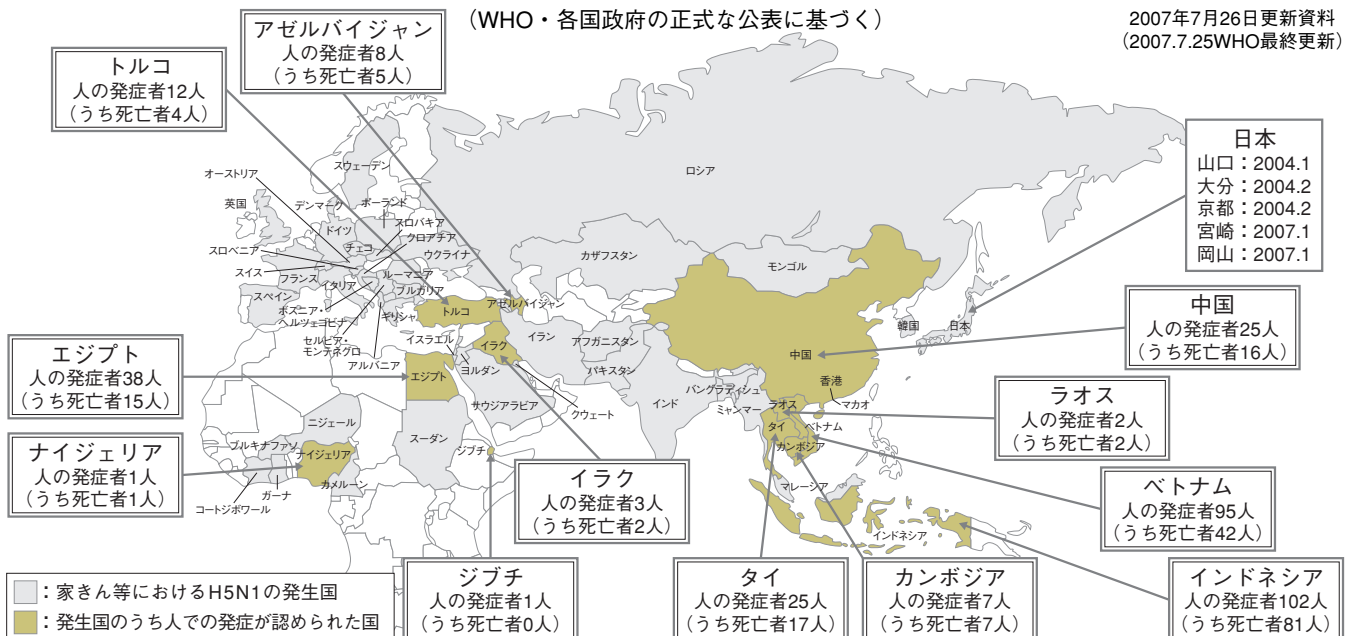 （WHO・各国政府の正式な公表に基づく）
2007年7月26日更新資料
（2007.7.25WHO最終更新）
アゼルバイジャン
人の発症者8人
（うち死亡者5人）
トルコ
人の発症者12人
（うち死亡者4人）
日本
山口：2004.1
大分：2004.2
京都：2004.2
宮崎：2007.1
岡山：2007.1
中国
人の発症者25人
（うち死亡者16人）
エジプト
人の発症者38人
（うち死亡者15人）
ラオス
人の発症者2人
（うち死亡者2人）
ナイジェリア
人の発症者1人
（うち死亡者1人）
イラク
人の発症者3人
（うち死亡者2人）
ベトナム
人の発症者95人
（うち死亡者42人）
ジブチ
人の発症者1人
（うち死亡者0人）
タイ
人の発症者25人
（うち死亡者17人）
カンボジア
人の発症者7人
（うち死亡者7人）
インドネシア
人の発症者102人
（うち死亡者81人）
スウェーデン
オーストリア
英国
デンマーク
ポーランド
ドイツ
スロバキア
クロアチア
チェコ
スロベニア
ウクライナ
スイス
フランス
イタリア
ルーマニア
ブルガリア
スペイン
ボスニア・
ヘルツェゴビナ
ギリシャ
セルビア・
モンテネグロ
アルバニア
トルコ
アゼルバイジャン
イスラエル
ヨルダン
イラク
イラン
アフガニスタン
パキスタン
クウェート
サウジアラビア
エジプト
スーダン
ジブチ
ニジェール
ブルキナファソ
ナイジェリア
カメルーン
ガーナ
コートジボワール
ロシア
カザフスタン
モンゴル
中国
韓国
日本
香港
マカオ
インド
バングラディシュ
ミャンマー
ラオス
タイ
ベトナム
カンボジア
マレーシア
インドネシア
：家きん等におけるH5N1の発生国
：発生国のうち人での発症が認められた国